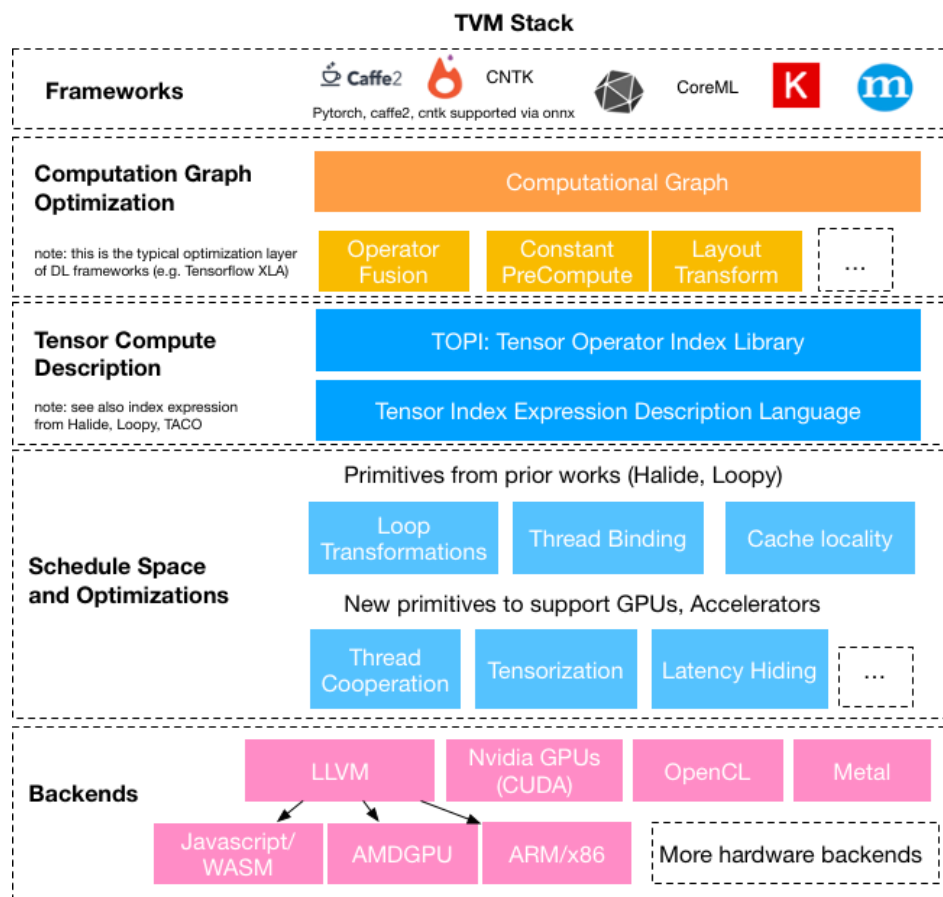 TVM Stack
Frameworks
Caffe2
CNTK
CoreML
K
m
Pytorch, caffe2, cntk supported via onnx
Computation Graph
Optimization
note: this is the typical optimization layer
of DL frameworks (e.g. Tensorflow XLA)
Computational Graph
Operator
Fusion
Constant
PreCompute
Layout
Transform
...
Tensor Compute
Description
note: see also index expression
from Halide, Loopy, TACO
TOPI: Tensor Operator Index Library
Tensor Index Expression Description Language
Schedule Space
and Optimizations
Primitives from prior works (Halide, Loopy)
Loop
Transformations
Thread Binding
Cache locality
New primitives to support GPUs, Accelerators
Thread
Cooperation
Tensorization
Latency Hiding
...
Backends
LLVM
Nvidia GPUs
(CUDA)
OpenCL
Metal
Javascript/
WASM
AMDGPU
ARM/x86
More hardware backends